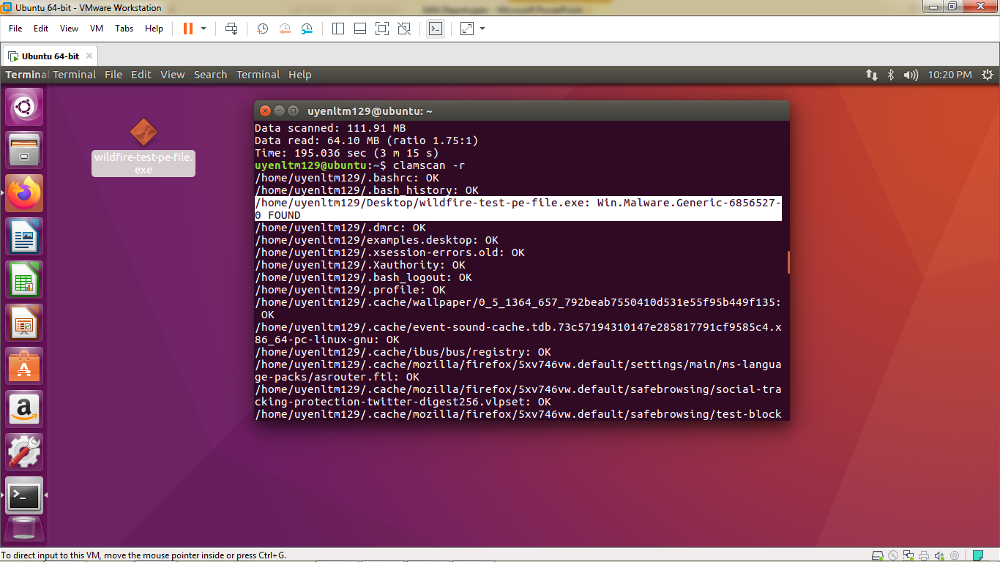 Ubuntu 64-bit - VMware Workstation
File Edit View VM Tabs Help
Ubuntu 64-bit
Terminal Terminal File Edit View Search Terminal Help
10:20 PM
wildfire-test-pe-file.
exe
uyenltm129@ubuntu: ~
Data scanned: 111.91 MB
Data read: 64.10 MB (ratio 1.75:1)
Time: 195.036 sec (3 m 15 s)
uyenltm129@ubuntu:~$ clamscan -r
/home/uyenltm129/.bashrc: OK
/home/uyenltm129/.bash_history: OK
/home/uyenltm129/Desktop/wildfire-test-pe-file.exe: Win.Malware.Generic-6856527-
0 FOUND
/home/uyenltm129/.dmrc: OK
/home/uyenltm129/examples.desktop: OK
/home/uyenltm129/.xsession-errors.old: OK
/home/uyenltm129/.Xauthority: OK
/home/uyenltm129/.bash_logout: OK
/home/uyenltm129/.profile: OK
/home/uyenltm129/.cache/wallpaper/0_5_1364_657_792beab7550410d531e55f95b449f135:
 OK
/home/uyenltm129/.cache/event-sound-cache.tdb.73c57194310147e285817791cf9585c4.x
86_64-pc-linux-gnu: OK
/home/uyenltm129/.cache/ibus/bus/registry: OK
/home/uyenltm129/.cache/mozilla/firefox/5xv746vw.default/settings/main/ms-langua
ge-packs/asrouter.ftl: OK
/home/uyenltm129/.cache/mozilla/firefox/5xv746vw.default/safebrowsing/social-tra
cking-protection-twitter-digest256.vlpset: OK
/home/uyenltm129/.cache/mozilla/firefox/5xv746vw.default/safebrowsing/test-block
To direct input to this VM, move the mouse pointer inside or press Ctrl+G.